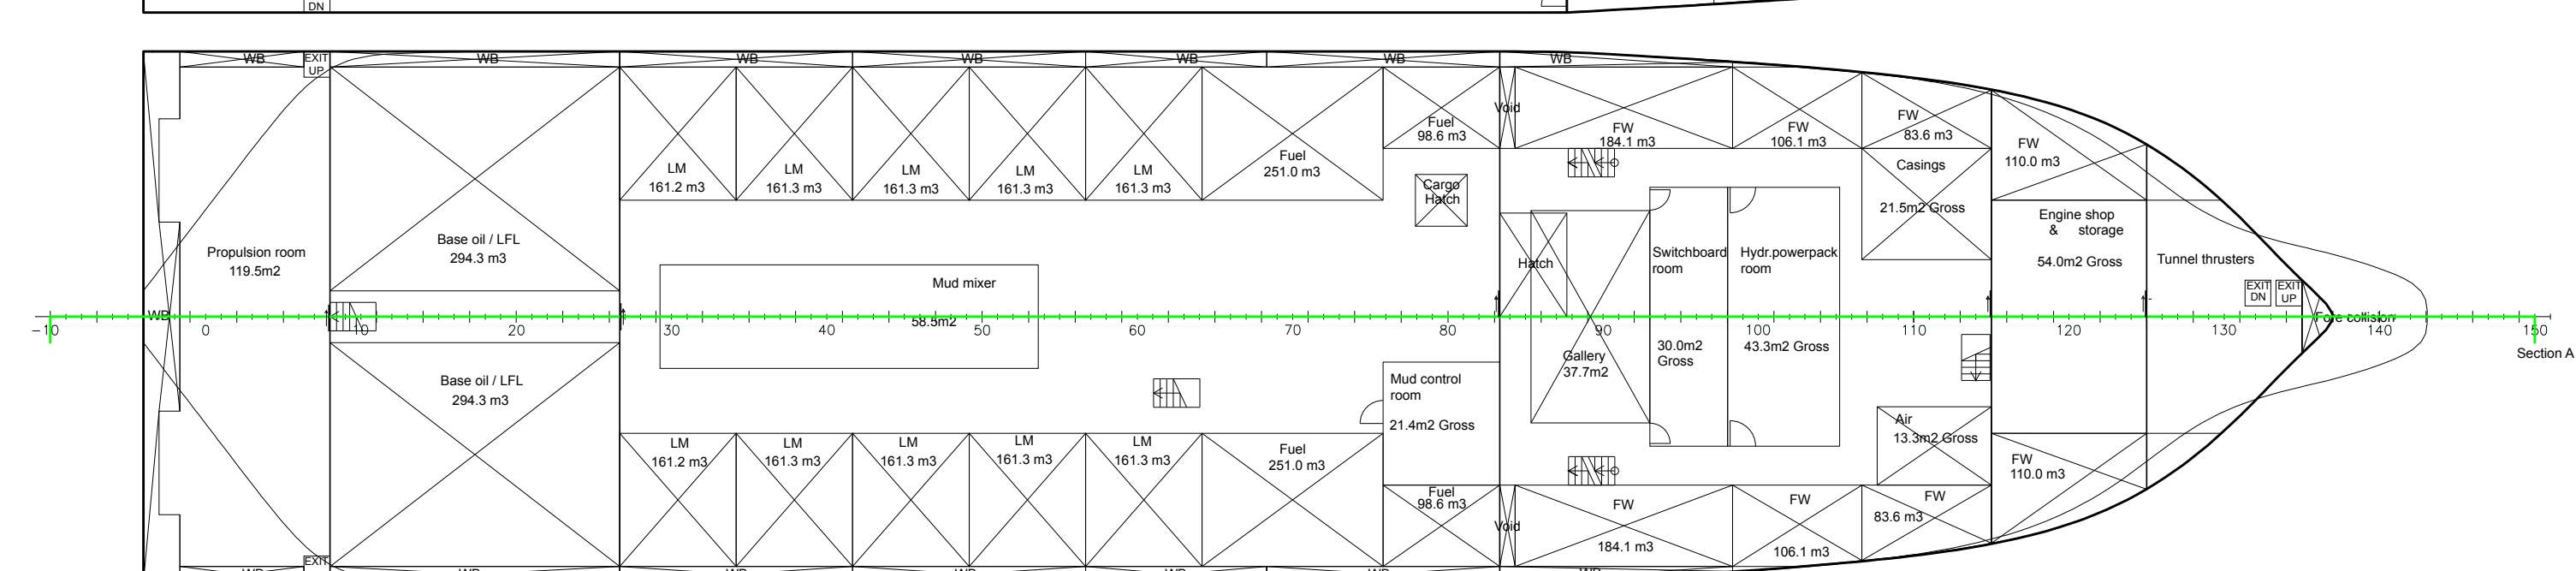 DN
WB
EXIT
UP
WB
WB
WB
WB
WB
WB
Void
Fuel
98.6 m3
FW
184.1 m3
FW
106.1 m3
FW
83.6 m3
FW
110.0 m3
LM
161.2 m3
LM
161.3 m3
LM
161.3 m3
LM
161.3 m3
LM
161.3 m3
Fuel
251.0 m3
Cargo
Hatch
Casings
21.5m2 Gross
Propulsion room
119.5m2
Base oil / LFL
294.3 m3
Mud mixer
58.5m2
Hatch
Switchboard
room
Hydr.powerpack
room
Engine shop
& storage
54.0m2 Gross
Tunnel thrusters
EXIT
DN
EXIT
UP
WB
Fore collision
-10 0 10 20 30 40 50 60 70 80 90 100 110 120 130 140 150
Section A
Base oil / LFL
294.3 m3
Mud control
room
21.4m2 Gross
Gallery
37.7m2
30.0m2
Gross
43.3m2 Gross
Air
13.3m2 Gross
LM
161.2 m3
LM
161.3 m3
LM
161.3 m3
LM
161.3 m3
LM
161.3 m3
Fuel
251.0 m3
Fuel
98.6 m3
Void
FW
184.1 m3
FW
106.1 m3
FW
83.6 m3
FW
110.0 m3
EXIT
WB
WB
WB
WB
WB
WB
WB